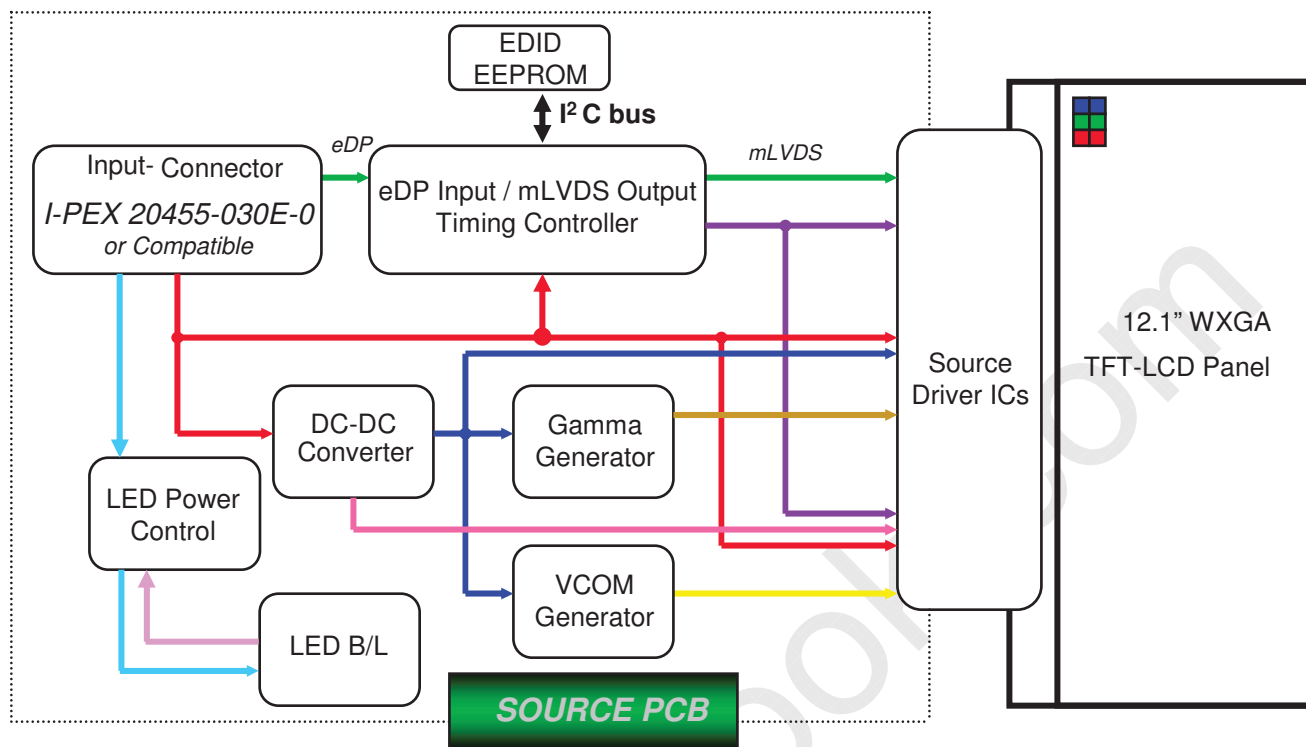 EDID
EEPROM
I² C bus
Input- Connector
I-PEX 20455-030E-0
or Compatible
eDP
eDP Input / mLVDS Output
Timing Controller
mLVDS
Source
Driver ICs
12.1” WXGA
TFT-LCD Panel
DC-DC
Converter
Gamma
Generator
LED Power
Control
VCOM
Generator
LED B/L
SOURCE PCB